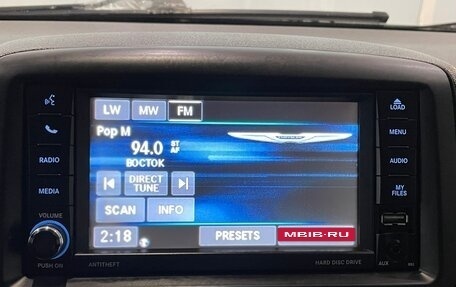 LW MW FM
LOAD
Pop M
94.0 ST AF
ВОСТОК
MENU
RADIO
DIRECT TUNE
AUDIO
MEDIA
MY FILES
SCAN INFO
VOLUME
2:18 PRESETS MBIB.RU
PUSH ON ANTITHEFT HARD DISC DRIVE AUX